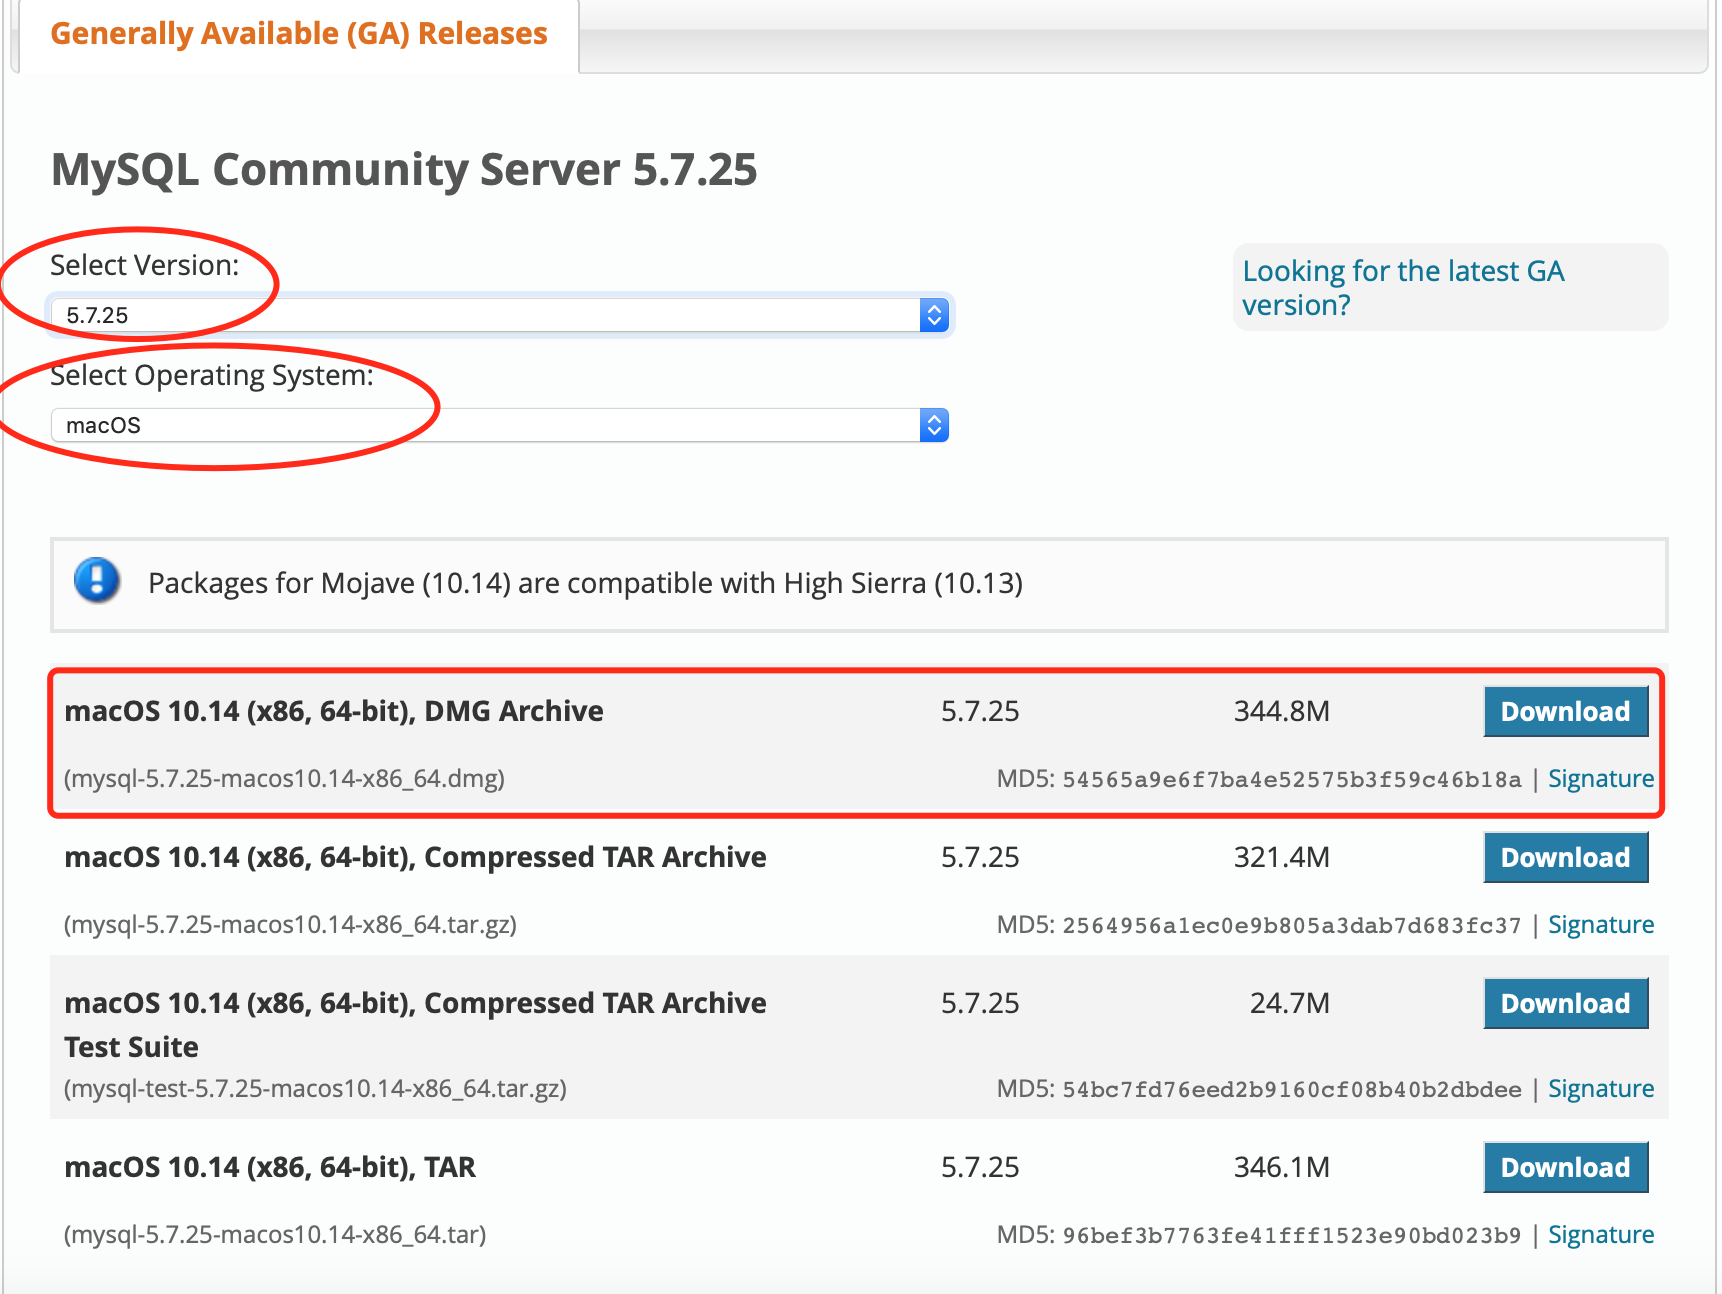 Generally Available (GA) Releases
MySQL Community Server 5.7.25
Select Version:
5.7.25
Looking for the latest GA
version?
Select Operating System:
macOS
Packages for Mojave (10.14) are compatible with High Sierra (10.13)
macOS 10.14 (x86, 64-bit), DMG Archive 5.7.25 344.8M Download
(mysql-5.7.25-macos10.14-x86_64.dmg) MD5: 54565a9e6f7ba4e52575b3f59c46b18a | Signature
macOS 10.14 (x86, 64-bit), Compressed TAR Archive 5.7.25 321.4M Download
(mysql-5.7.25-macos10.14-x86_64.tar.gz) MD5: 2564956a1ec0e9b805a3dab7d683fc37 | Signature
macOS 10.14 (x86, 64-bit), Compressed TAR Archive 5.7.25 24.7M Download
Test Suite
(mysql-test-5.7.25-macos10.14-x86_64.tar.gz) MD5: 54bc7fd76eed2b9160cf08b40b2dbdee | Signature
macOS 10.14 (x86, 64-bit), TAR 5.7.25 346.1M Download
(mysql-5.7.25-macos10.14-x86_64.tar) MD5: 96bef3b7763fe41fff1523e90bd023b9 | Signature